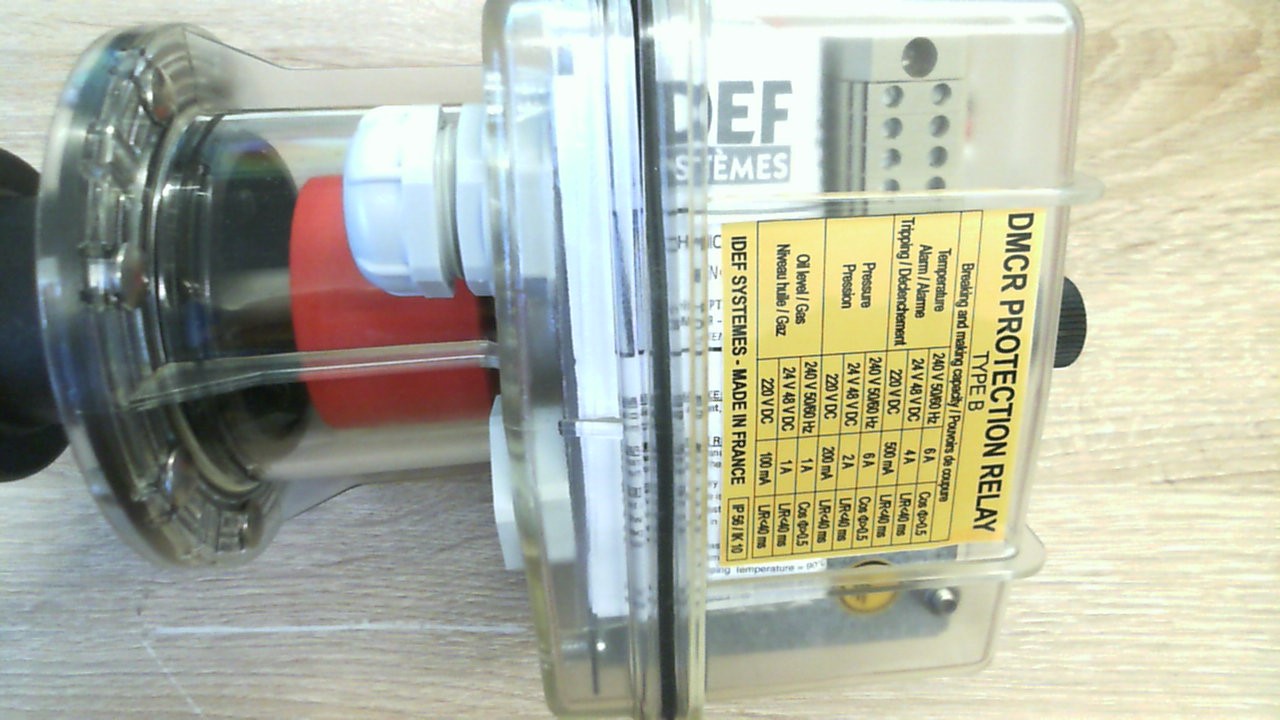 DEF
STÈMES
DMCR PROTECTION RELAY
TYPE B
Breaking and making capacity / Pouvoirs de coupure
Temperature
Alarm / Alarme
Tripping / Déclenchement
240 V 50/60 Hz 6 A Cos Φ>0.5
24 V 48 V DC 4 A L/R<40 ms
220 V DC 500 mA L/R<40 ms
Pressure
Pression
240 V 50/60 Hz 6 A Cos Φ>0.5
24 V 48 V DC 2 A L/R<40 ms
220 V DC 200 mA L/R<40 ms
Oil level / Gas
Niveau huile / Gaz
240 V 50/60 Hz 1 A Cos Φ>0.5
24 V 48 V DC 1 A L/R<40 ms
220 V DC 100 mA L/R<40 ms
IDEF SYSTEMES - MADE IN FRANCE IP 56 / IK 10
temperature = 90°